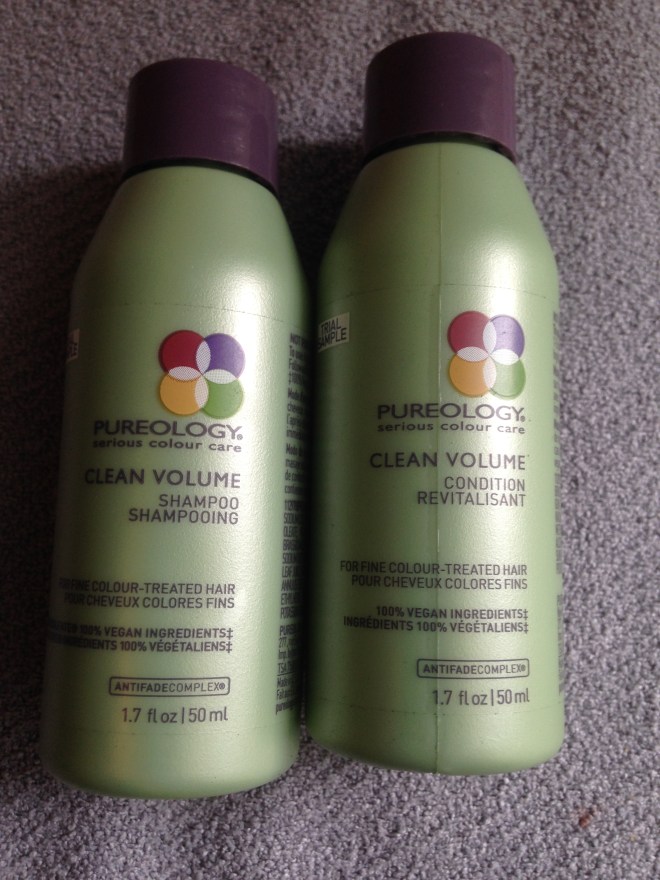 PUREOLOGY®
serious colour care
CLEAN VOLUME
SHAMPOO
SHAMPOOING
FOR FINE COLOUR-TREATED HAIR
POUR CHEVEUX COLORES FINS
100% VEGAN INGREDIENTS‡
100% VÉGÉTALIENS‡
ANTIFADECOMPLEX®
1.7 fl oz | 50 ml
TRIAL
SAMPLE
PUREOLOGY®
serious colour care
CLEAN VOLUME
CONDITION
REVITALISANT
FOR FINE COLOUR-TREATED HAIR
POUR CHEVEUX COLORES FINS
100% VEGAN INGREDIENTS‡
INGRÉDIENTS 100% VÉGÉTALIENS‡
ANTIFADECOMPLEX®
1.7 fl oz | 50 ml